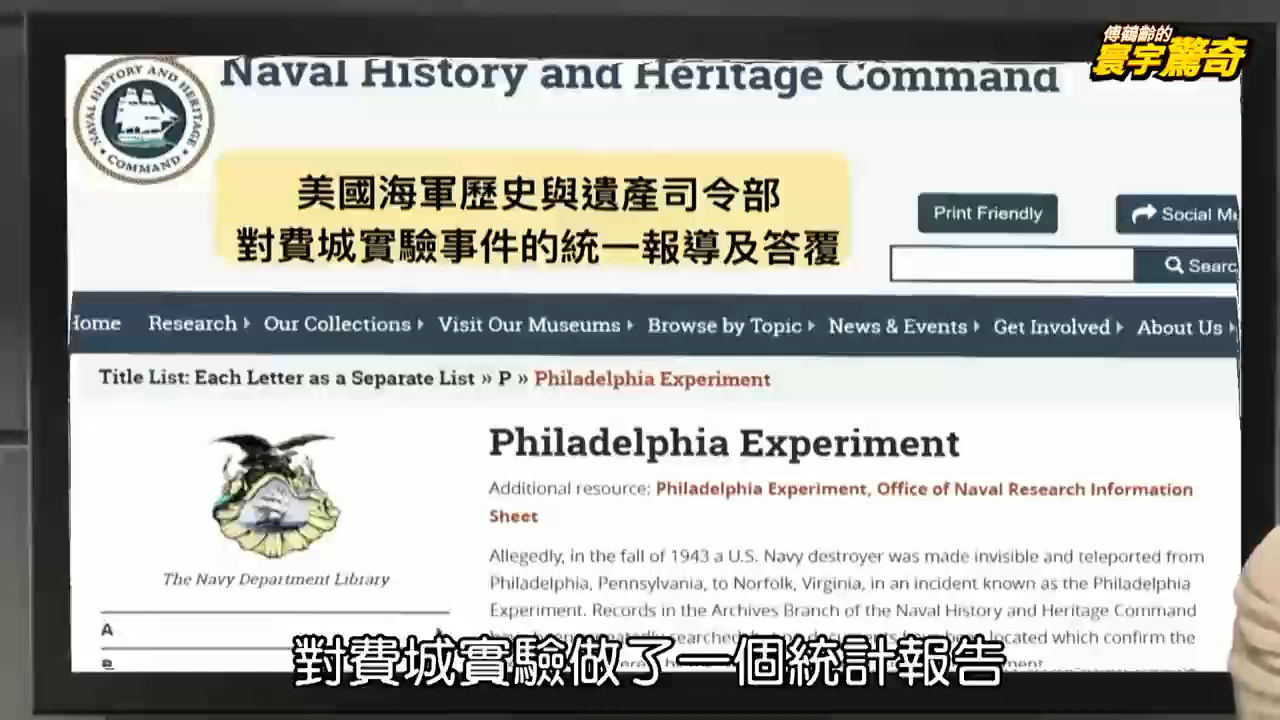 傅鶴齡的
寰宇驚奇
Naval History and Heritage Command
NAVAL HISTORY AND HERITAGE COMMAND
美國海軍歷史與遺產司令部
對費城實驗事件的統一報導及答覆
Print Friendly
Social Me
Searc
Home Research Our Collections Visit Our Museums Browse by Topic News & Events Get Involved About Us
Title List: Each Letter as a Separate List » P » Philadelphia Experiment
Philadelphia Experiment
Additional resource: Philadelphia Experiment, Office of Naval Research Information
Sheet
Allegedly, in the fall of 1943 a U.S. Navy destroyer was made invisible and teleported from
Philadelphia, Pennsylvania, to Norfolk, Virginia, in an incident known as the Philadelphia
Experiment. Records in the Archives Branch of the Naval History and Heritage Command
searched located which confirm the
The Navy Department Library
A
對費城實驗做了一個統計報告